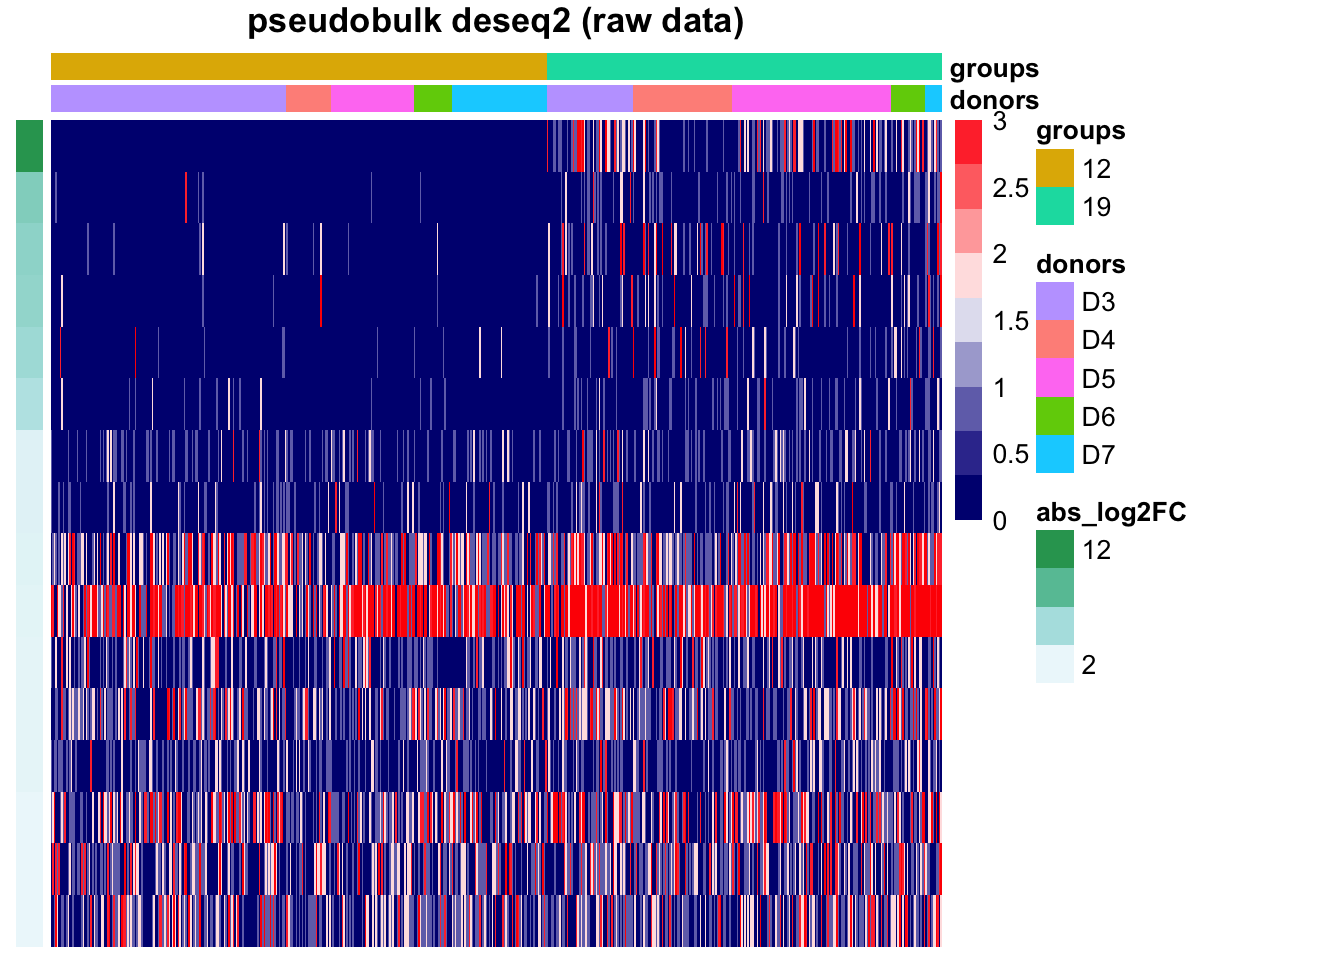 pseudobulk deseq2 (raw data)
groups
donors
3
2.5
2
1.5
1
0.5
0
groups
12
19
donors
D3
D4
D5
D6
D7
abs_log2FC
12
2